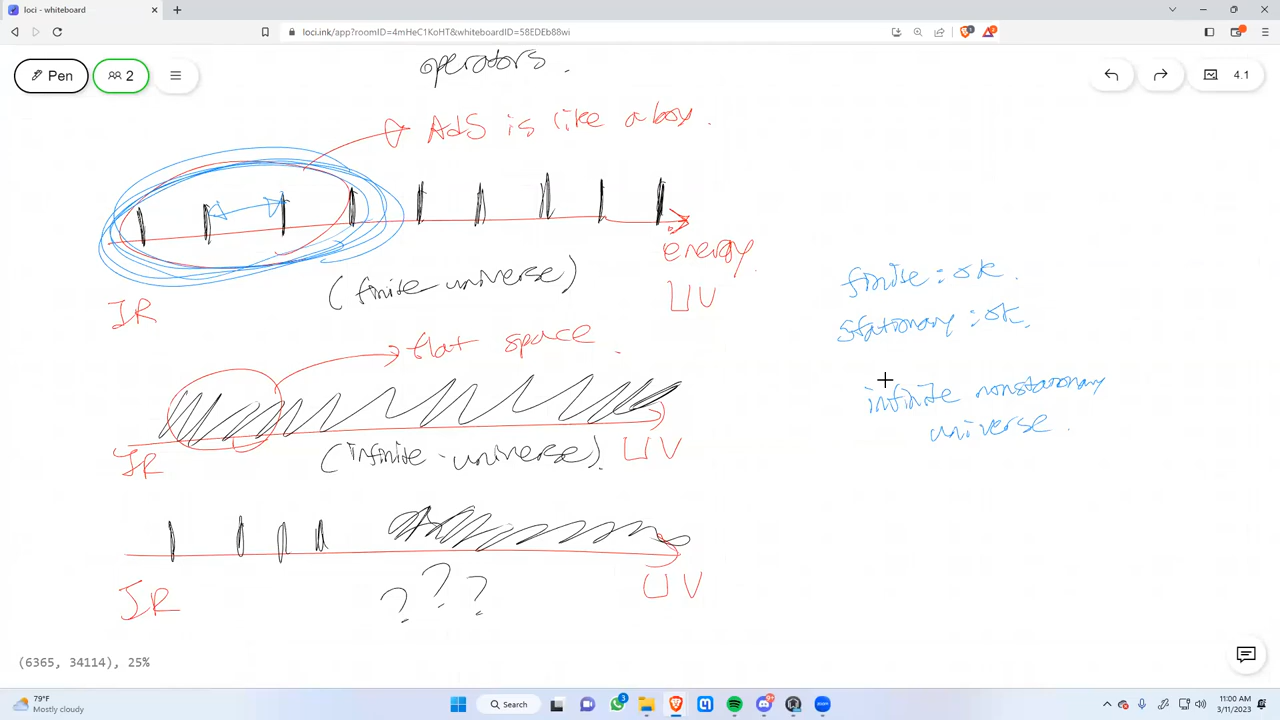 loci - whiteboard
loci.ink/app?roomID=4mHeC1KoHT&whiteboardID=58EDEb88wi
Pen
2
4.1
operators .
AdS is like a box .
energy
(finite-universe)
IR
UV
finite : ok .
stationary : ok .
flat space .
infinite nonstationary
universe .
IR
(infinite-universe).
UV
IR
???
UV
(6365, 34114), 25%
79°F
Mostly cloudy
Search
11:00 AM
3/11/2023